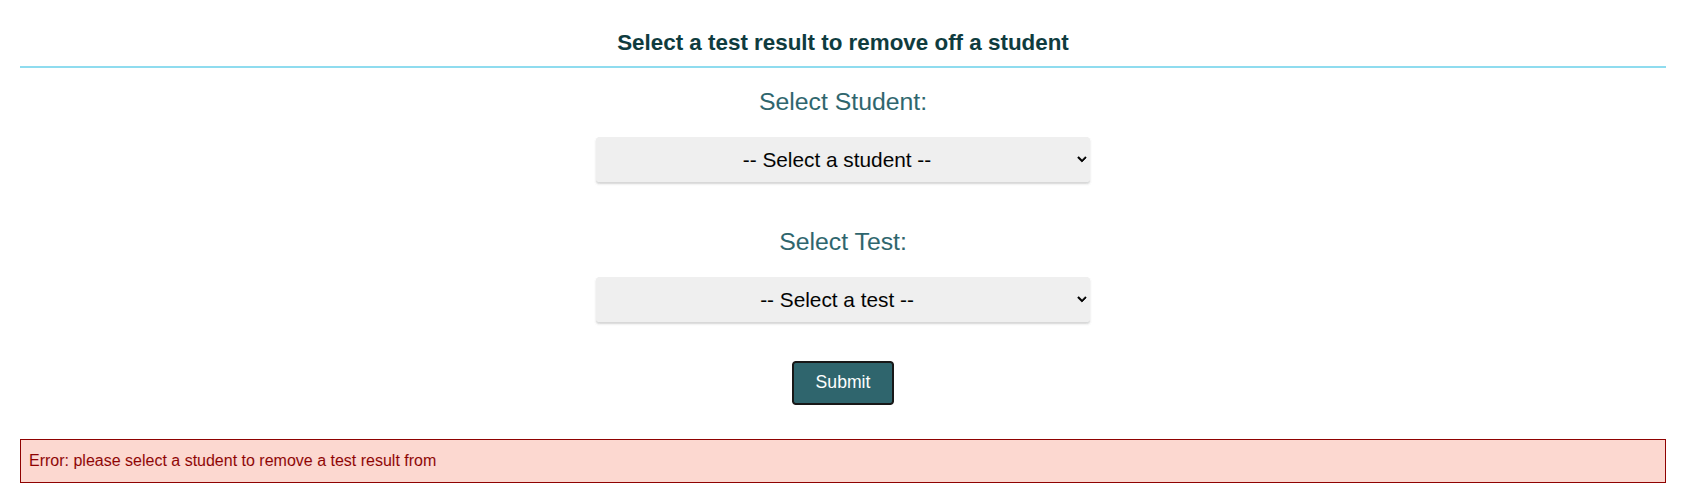 Select a test result to remove off a student
Select Student:
-- Select a student --
Select Test:
-- Select a test --
Submit
Error: please select a student to remove a test result from